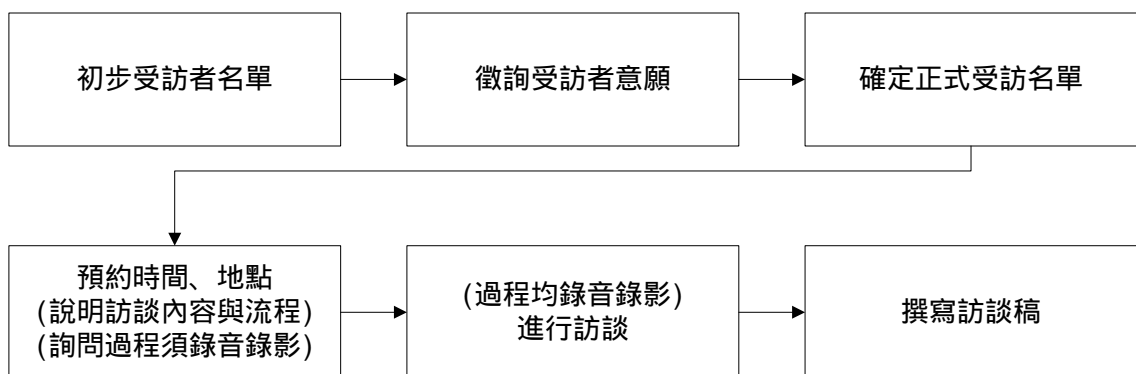 初步受訪者名單
徵詢受訪者意願
確定正式受訪名單
預約時間、地點
(說明訪談內容與流程)
(詢問過程須錄音錄影)
(過程均錄音錄影)
進行訪談
撰寫訪談稿